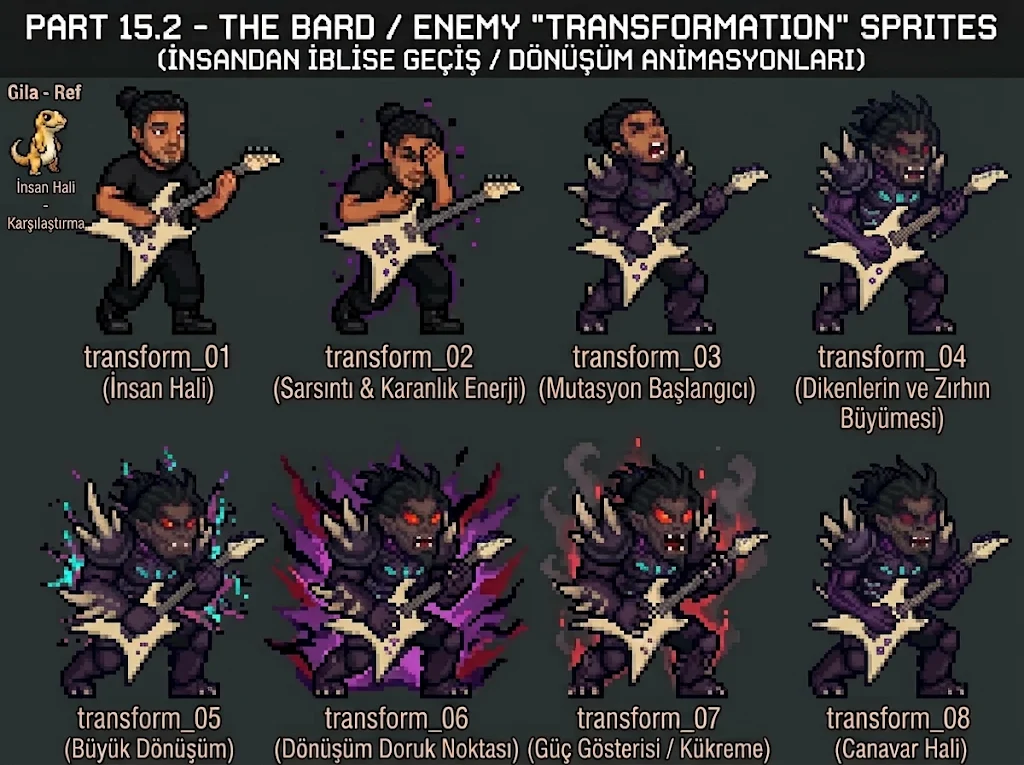 PART 15.2 - THE BARD / ENEMY "TRANSFORMATION" SPRITES
(İNSANDAN İBLİSE GEÇİŞ / DÖNÜŞÜM ANİMASYONLARI)
Gila - Ref
İnsan Hali
-
Karşılaştırma
transform_01
(İnsan Hali)
transform_02
(Sarsıntı & Karanlık Enerji)
transform_03
(Mutasyon Başlangıcı)
transform_04
(Dikenlerin ve Zırhın
Büyümesi)
transform_05
(Büyük Dönüşüm)
transform_06
(Dönüşüm Doruk Noktası)
transform_07
(Güç Gösterisi / Kükreme)
transform_08
(Canavar Hali)